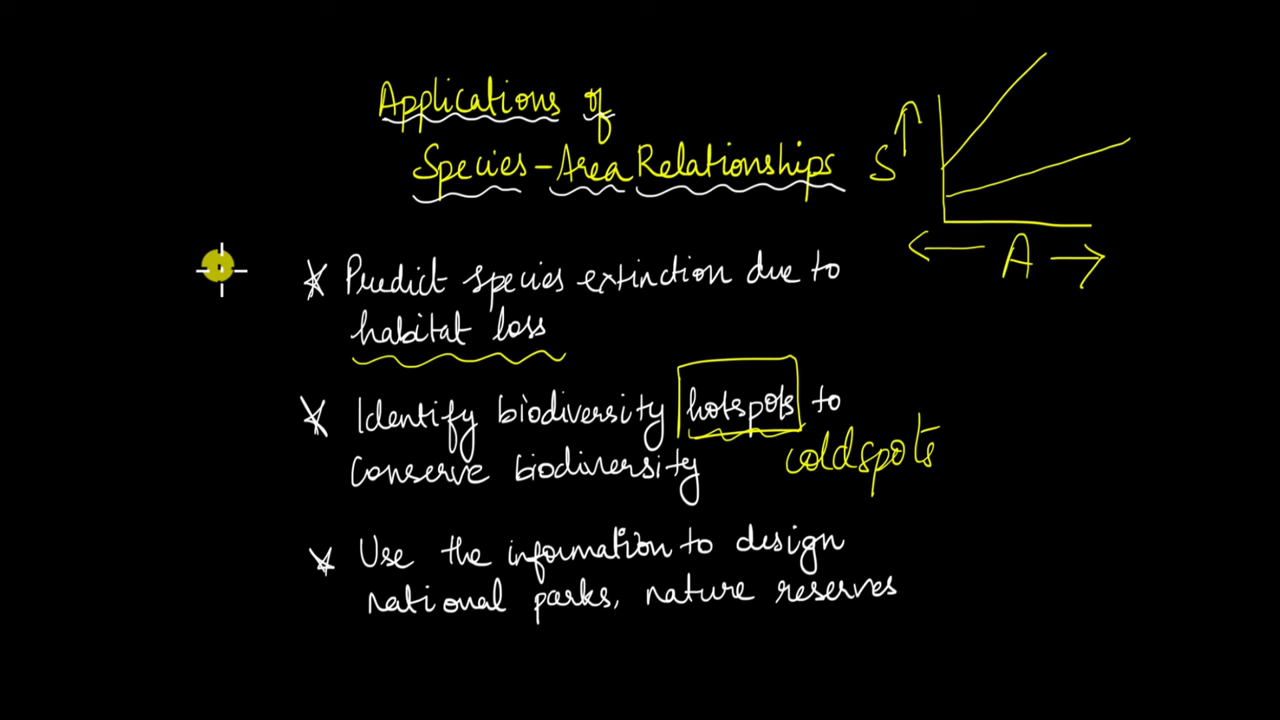 Applications of
Species-Area Relationships
S
A
* Predict species extinction due to
habitat loss
* Identify biodiversity hotspots to
coldspots
conserve biodiversity
* Use the information to design
national parks, nature reserves